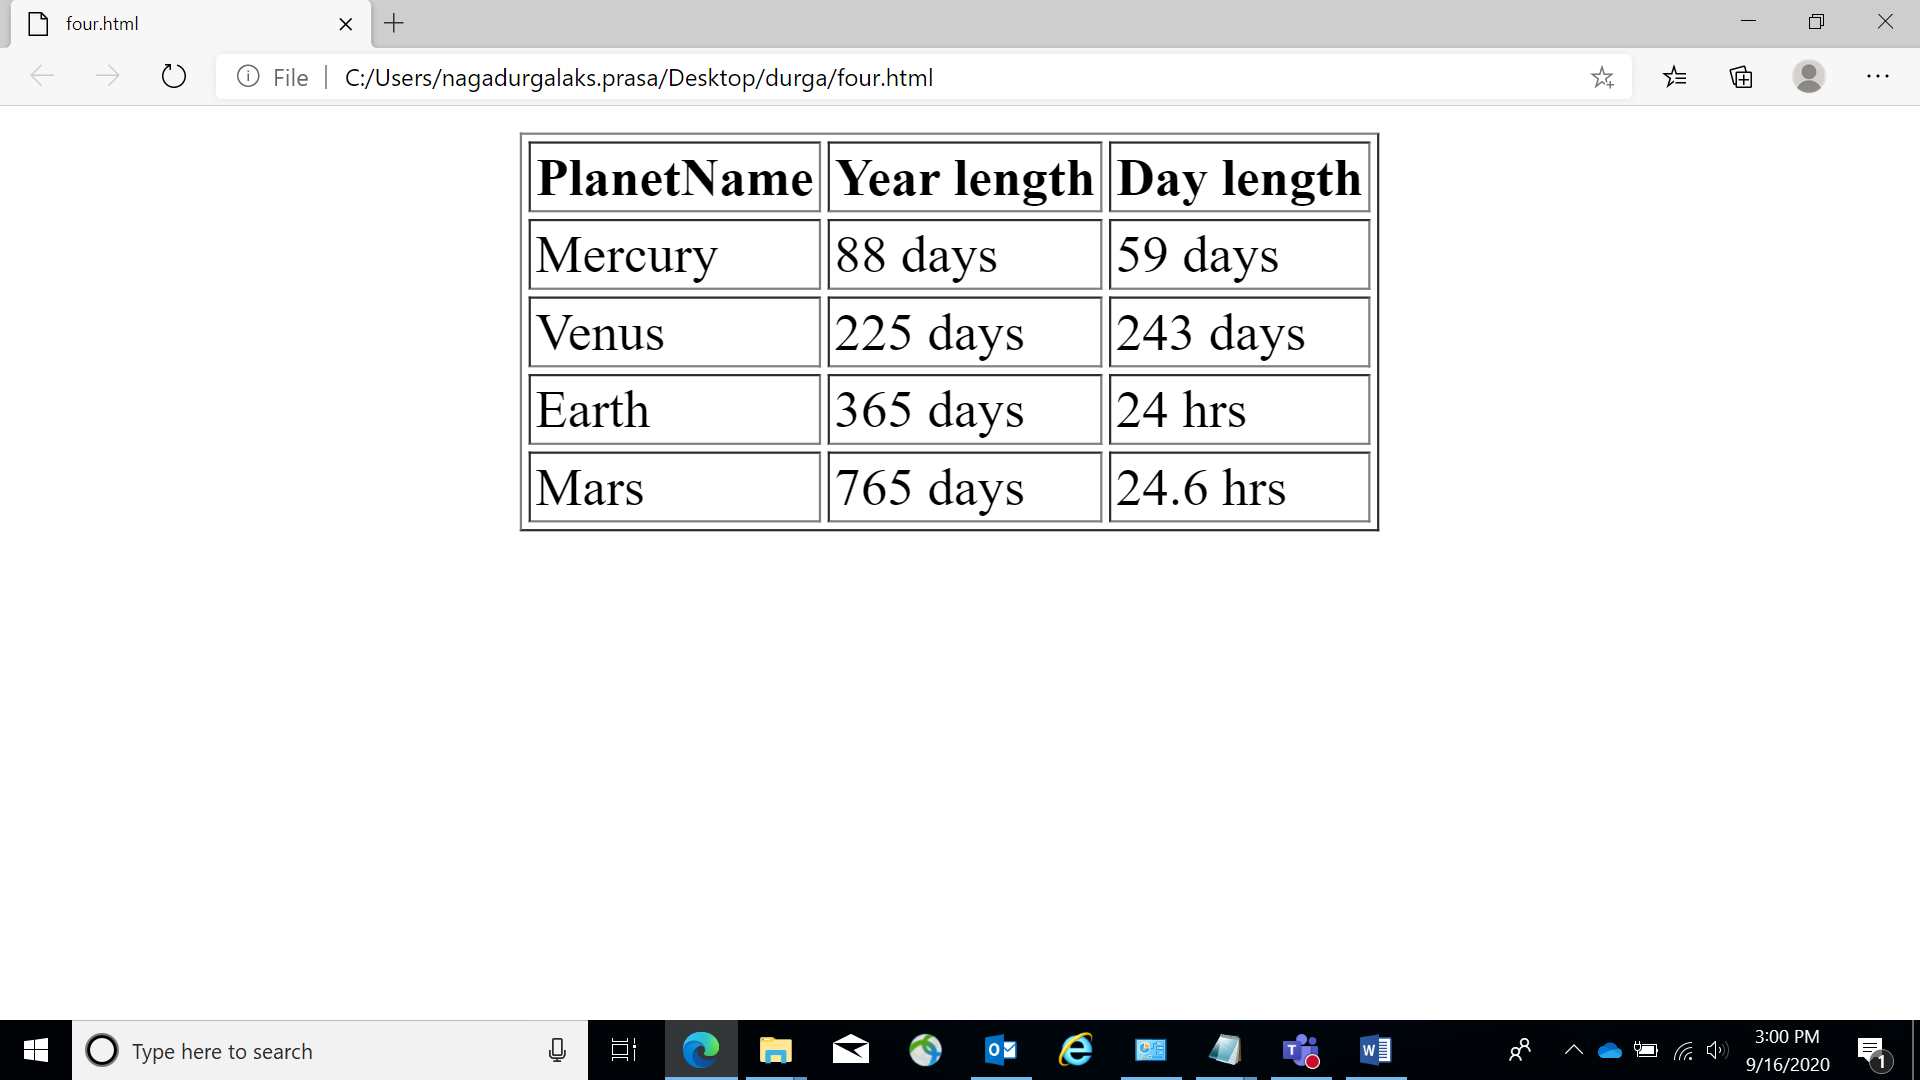 four.html
File C:/Users/nagadurgalaks.prasa/Desktop/durga/four.html
PlanetName Year length Day length
Mercury 88 days 59 days
Venus 225 days 243 days
Earth 365 days 24 hrs
Mars 765 days 24.6 hrs
Type here to search
3:00 PM
9/16/2020
1